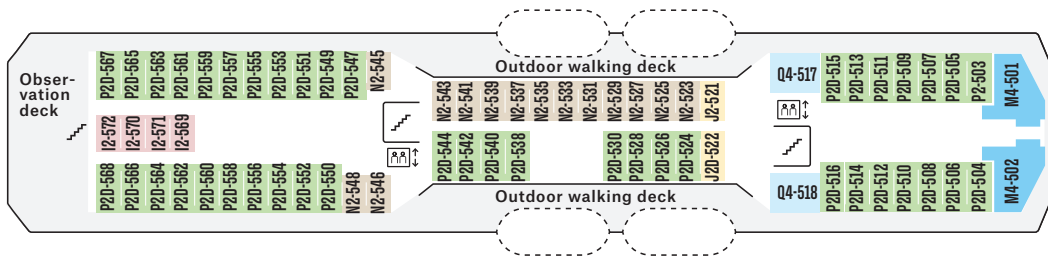 Obser-
vation
deck
P2D-567
P2D-565
P2D-563
P2D-561
P2D-559
P2D-557
P2D-555
P2D-553
P2D-551
P2D-549
P2D-547
N2-545
I2-572
I2-570
I2-571
I2-569
P2D-568
P2D-566
P2D-564
P2D-562
P2D-560
P2D-558
P2D-556
P2D-554
P2D-552
P2D-550
N2-548
N2-546
Outdoor walking deck
N2-543
N2-541
N2-539
N2-537
N2-535
N2-533
N2-531
N2-529
N2-527
N2-525
N2-523
J2-521
P2D-544
P2D-542
P2D-540
P2D-538
P2D-530
P2D-528
P2D-526
P2D-524
J2D-522
Outdoor walking deck
Q4-517
P2D-515
P2D-513
P2D-511
P2D-509
P2D-507
P2D-505
P2-503
M4-501
Q4-518
P2D-516
P2D-514
P2D-512
P2D-510
P2D-508
P2D-506
P2D-504
M4-502